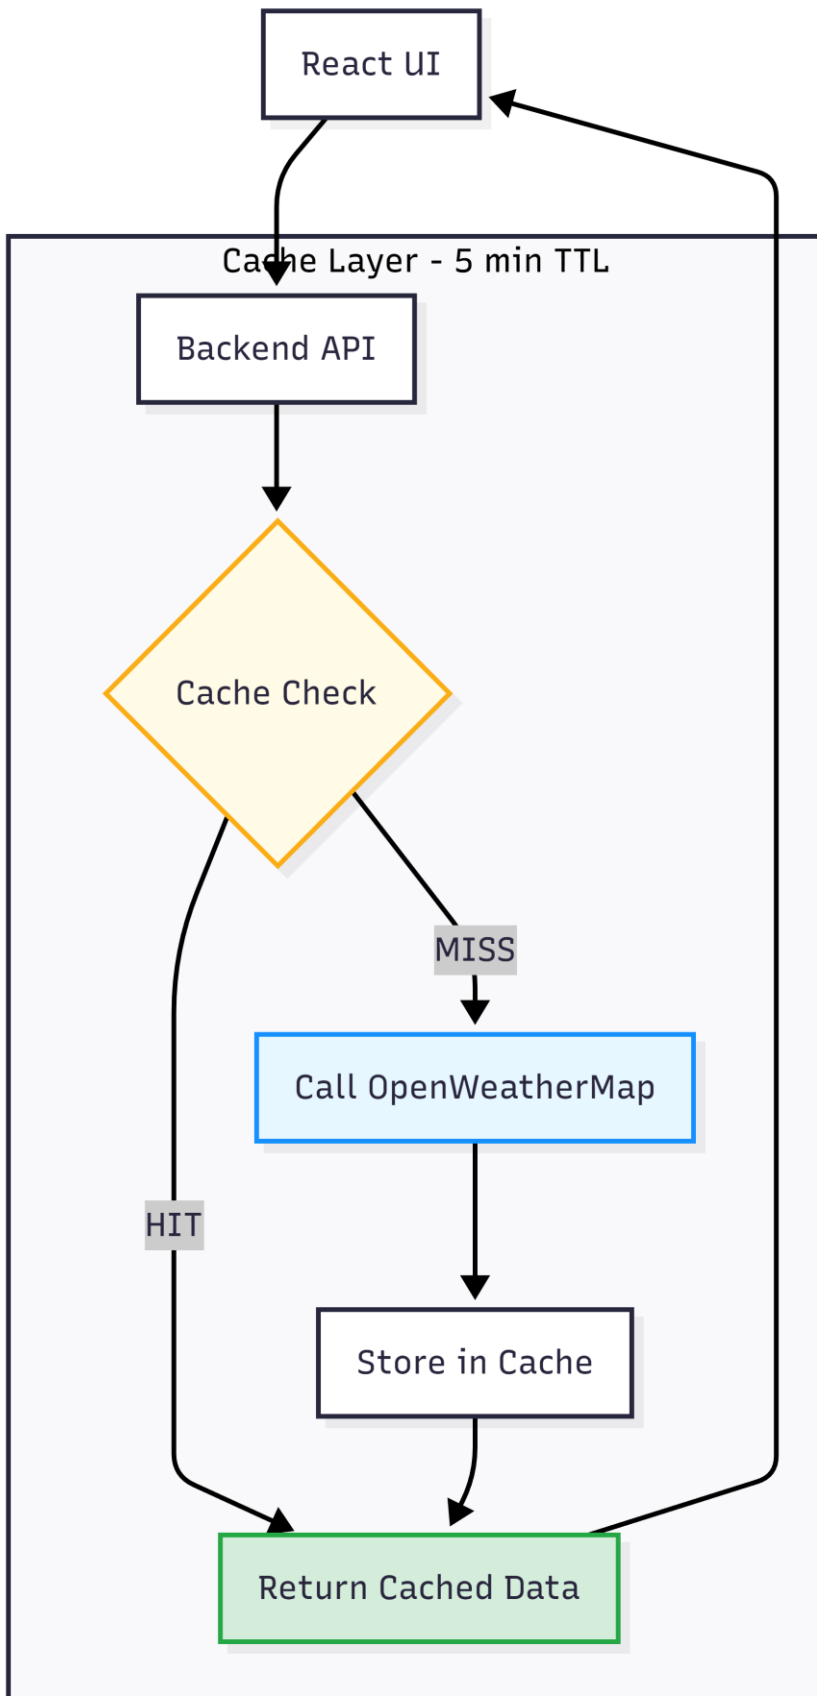 React UI
Cache Layer - 5 min TTL
Backend API
Cache Check
MISS
Call OpenWeatherMap
HIT
Store in Cache
Return Cached Data